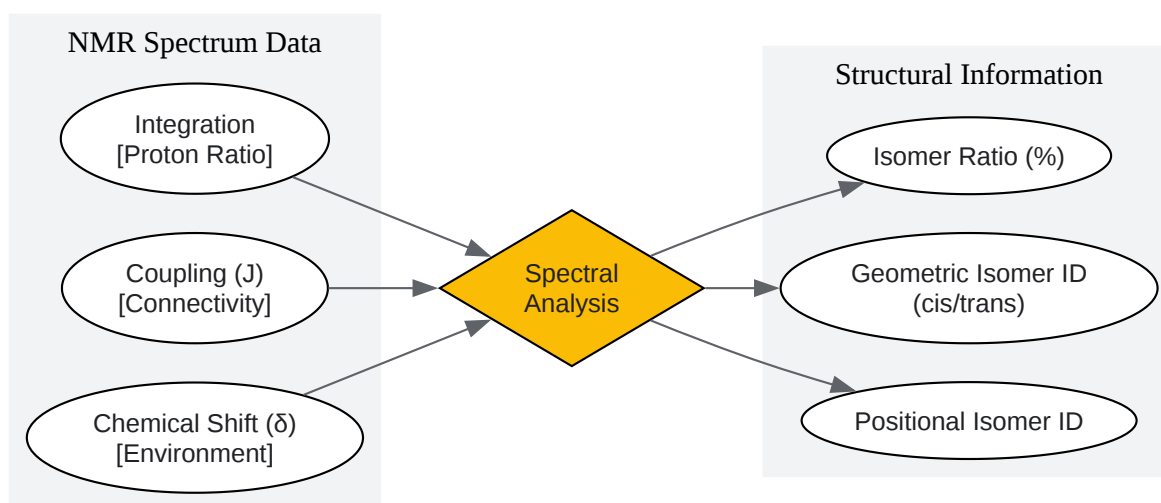 NMR Spectrum Data
Integration
[Proton Ratio]
Coupling (J)
[Connectivity]
Chemical Shift (δ)
[Environment]
Spectral
Analysis
Structural Information
Isomer Ratio (%)
Geometric Isomer ID
(cis/trans)
Positional Isomer ID